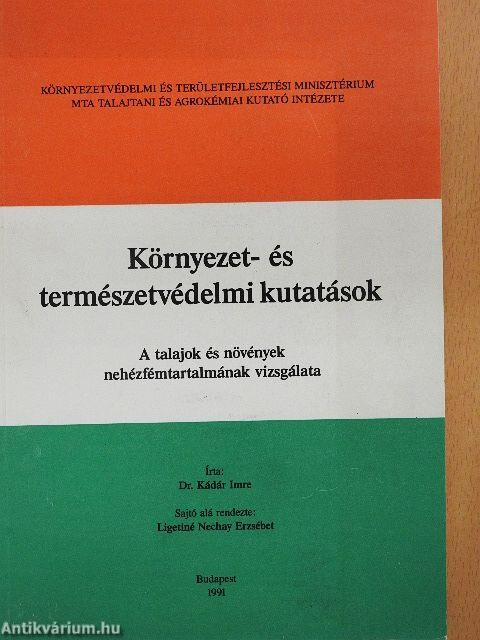 KÖRNYEZETVÉDELMI ÉS TERÜLETFEJLESZTÉSI MINISZTÉRIUM
MTA TALAJTANI ÉS AGROKÉMIAI KUTATÓ INTÉZETE
Környezet- és
természetvédelmi kutatások
A talajok és növények
nehézfémtartalmának vizsgálata
Írta:
Dr. Kádár Imre
Sajtó alá rendezte:
Ligetiné Nechay Erzsébet
Budapest
1991
Antikvárium.hu